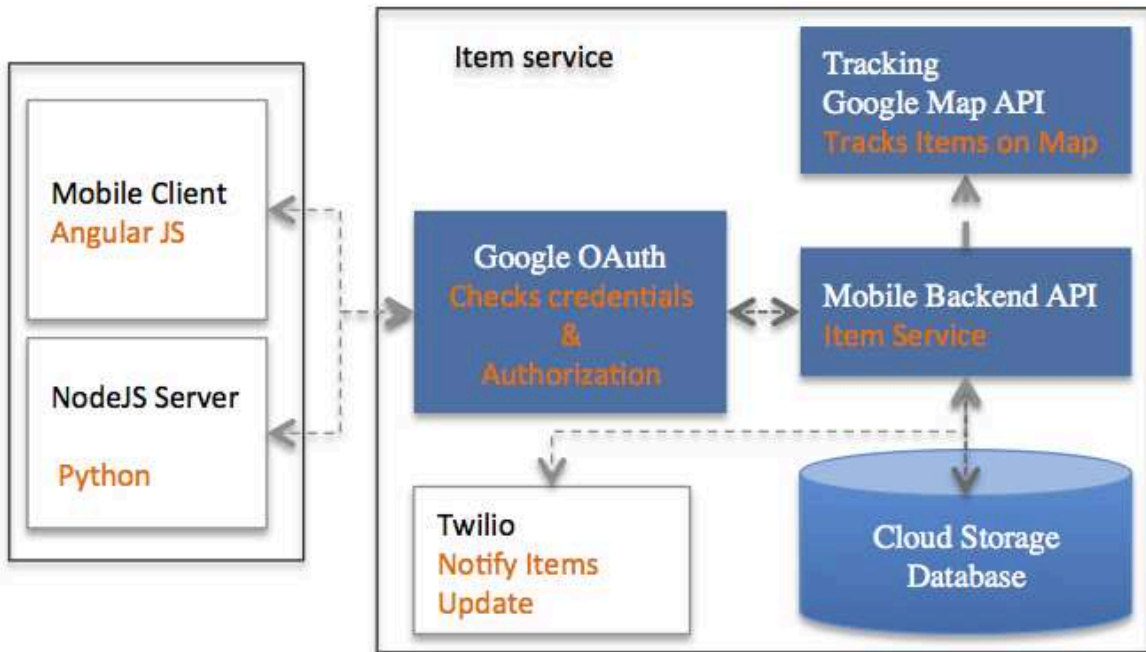 Item service
Mobile Client
Angular JS
NodeJS Server
Python
Google OAuth
Checks credentials
&
Authorization
Tracking
Google Map API
Tracks Items on Map
Mobile Backend API
Item Service
Twilio
Notify Items
Update
Cloud Storage
Database